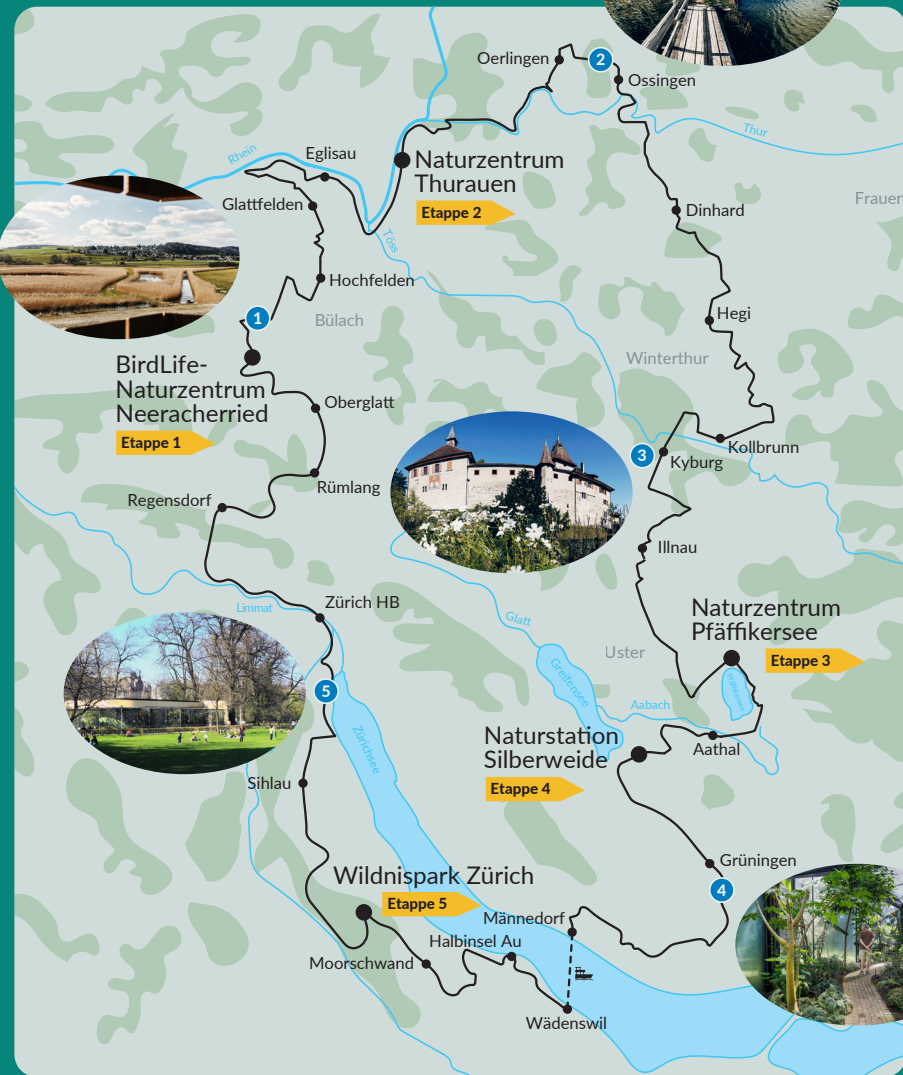 Oerlingen
2
Ossingen
Thur
Rhein
Eglisau
Naturzentrum
Thurauen
Etappe 2
Glattfelden
Frauen
Dinhard
Töss
Hochfelden
1
Bülach
Hegi
Winterthur
BirdLife-
Naturzentrum
Neeracherried
Etappe 1
Oberglatt
Kollbrunn
3
Kyburg
Rümlang
Regensdorf
Illnau
Limmat
Zürich HB
Glatt
Naturzentrum
Pfäffikersee
Etappe 3
Uster
Greifensee
Pfäffikersee
5
Aabach
Zürichsee
Naturstation
Silberweide
Etappe 4
Aathal
Sihlau
Grüningen
4
Wildnispark Zürich
Etappe 5
Männedorf
Halbinsel Au
Moorschwand
Wädenswil